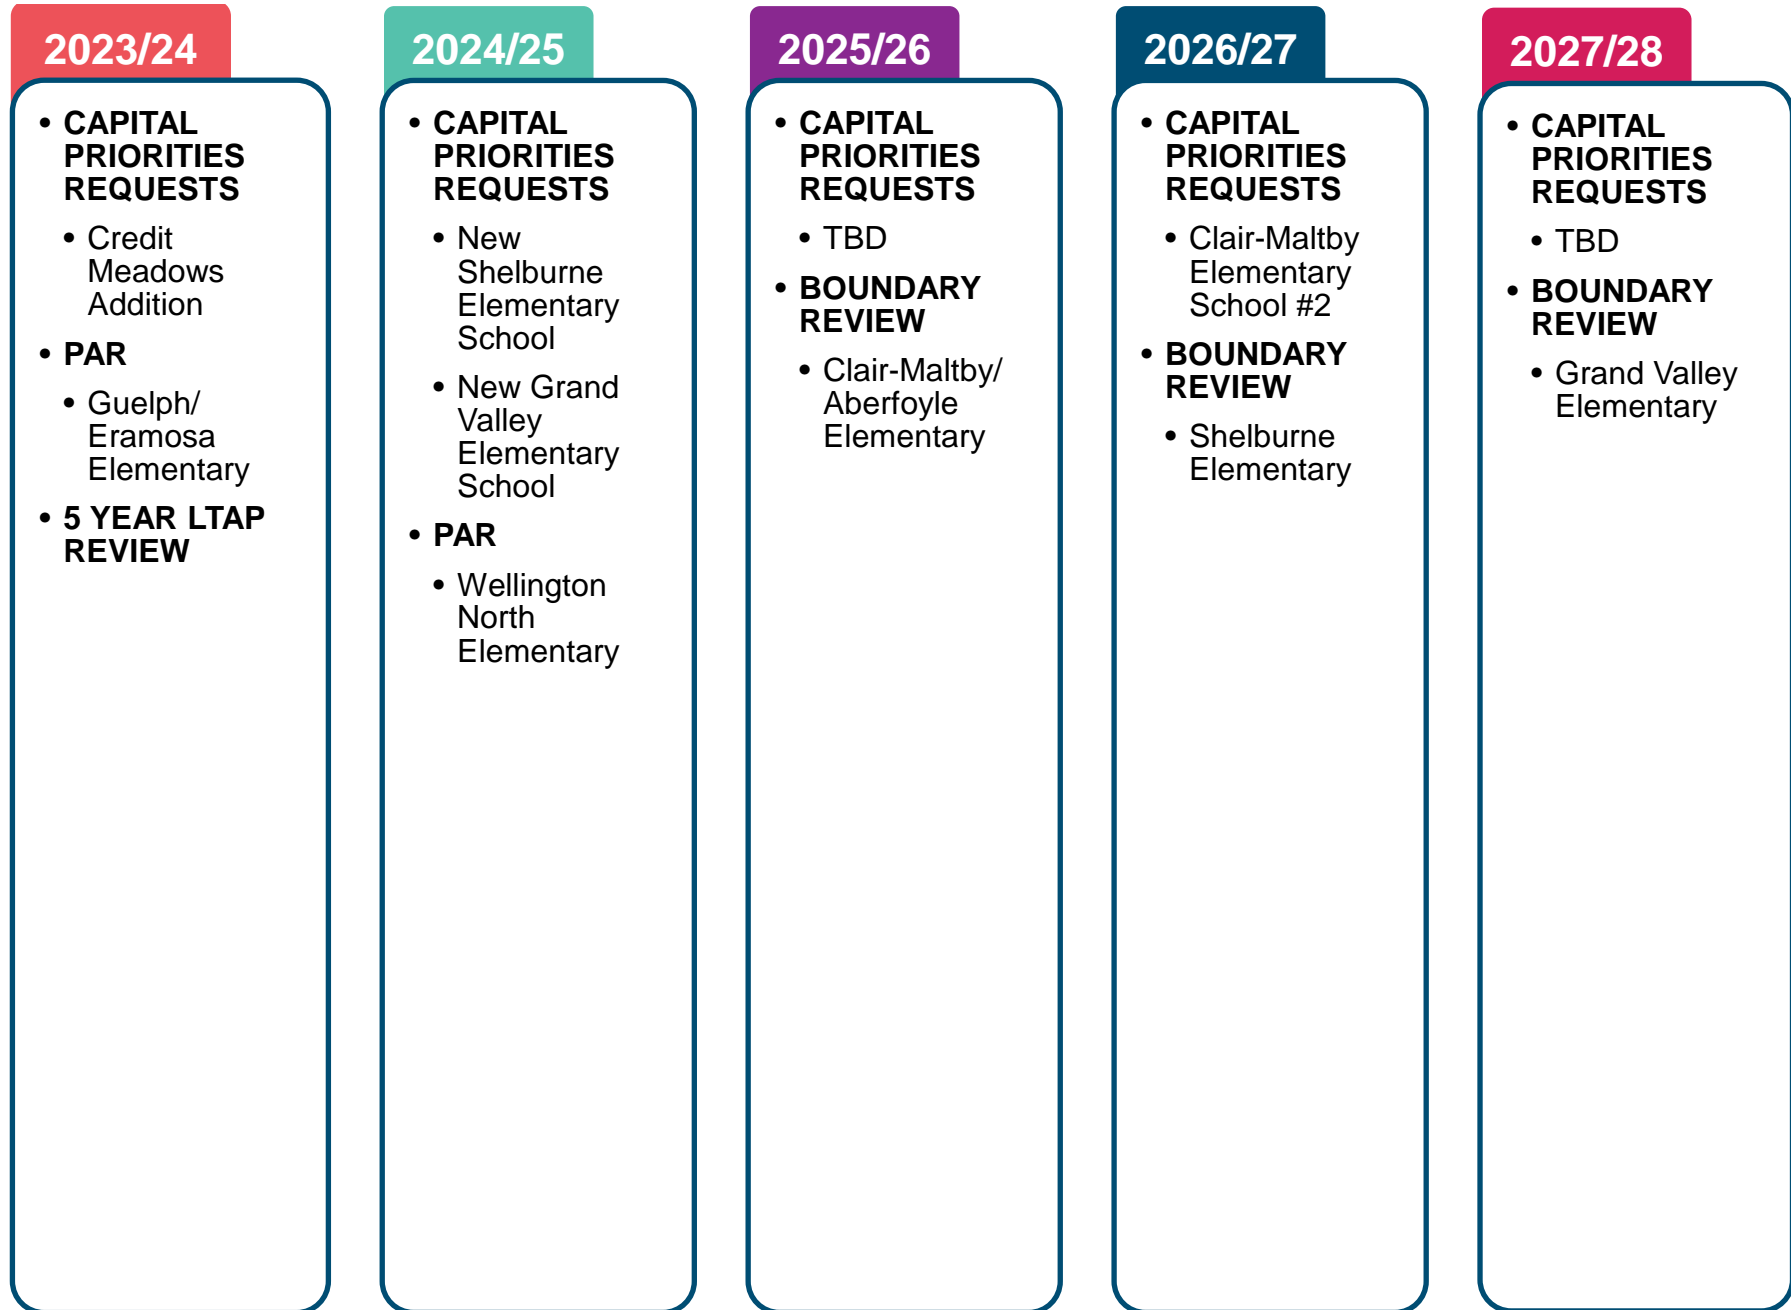 2023/24
• CAPITAL
PRIORITIES
REQUESTS
• Credit
Meadows
Addition
• PAR
• Guelph/
Eramosa
Elementary
• 5 YEAR LTAP
REVIEW
2024/25
• CAPITAL
PRIORITIES
REQUESTS
• New
Shelburne
Elementary
School
• New Grand
Valley
Elementary
School
• PAR
• Wellington
North
Elementary
2025/26
• CAPITAL
PRIORITIES
REQUESTS
• TBD
• BOUNDARY
REVIEW
• Clair-Maltby/
Aberfoyle
Elementary
2026/27
• CAPITAL
PRIORITIES
REQUESTS
• Clair-Maltby
Elementary
School #2
• BOUNDARY
REVIEW
• Shelburne
Elementary
2027/28
• CAPITAL
PRIORITIES
REQUESTS
• TBD
• BOUNDARY
REVIEW
• Grand Valley
Elementary